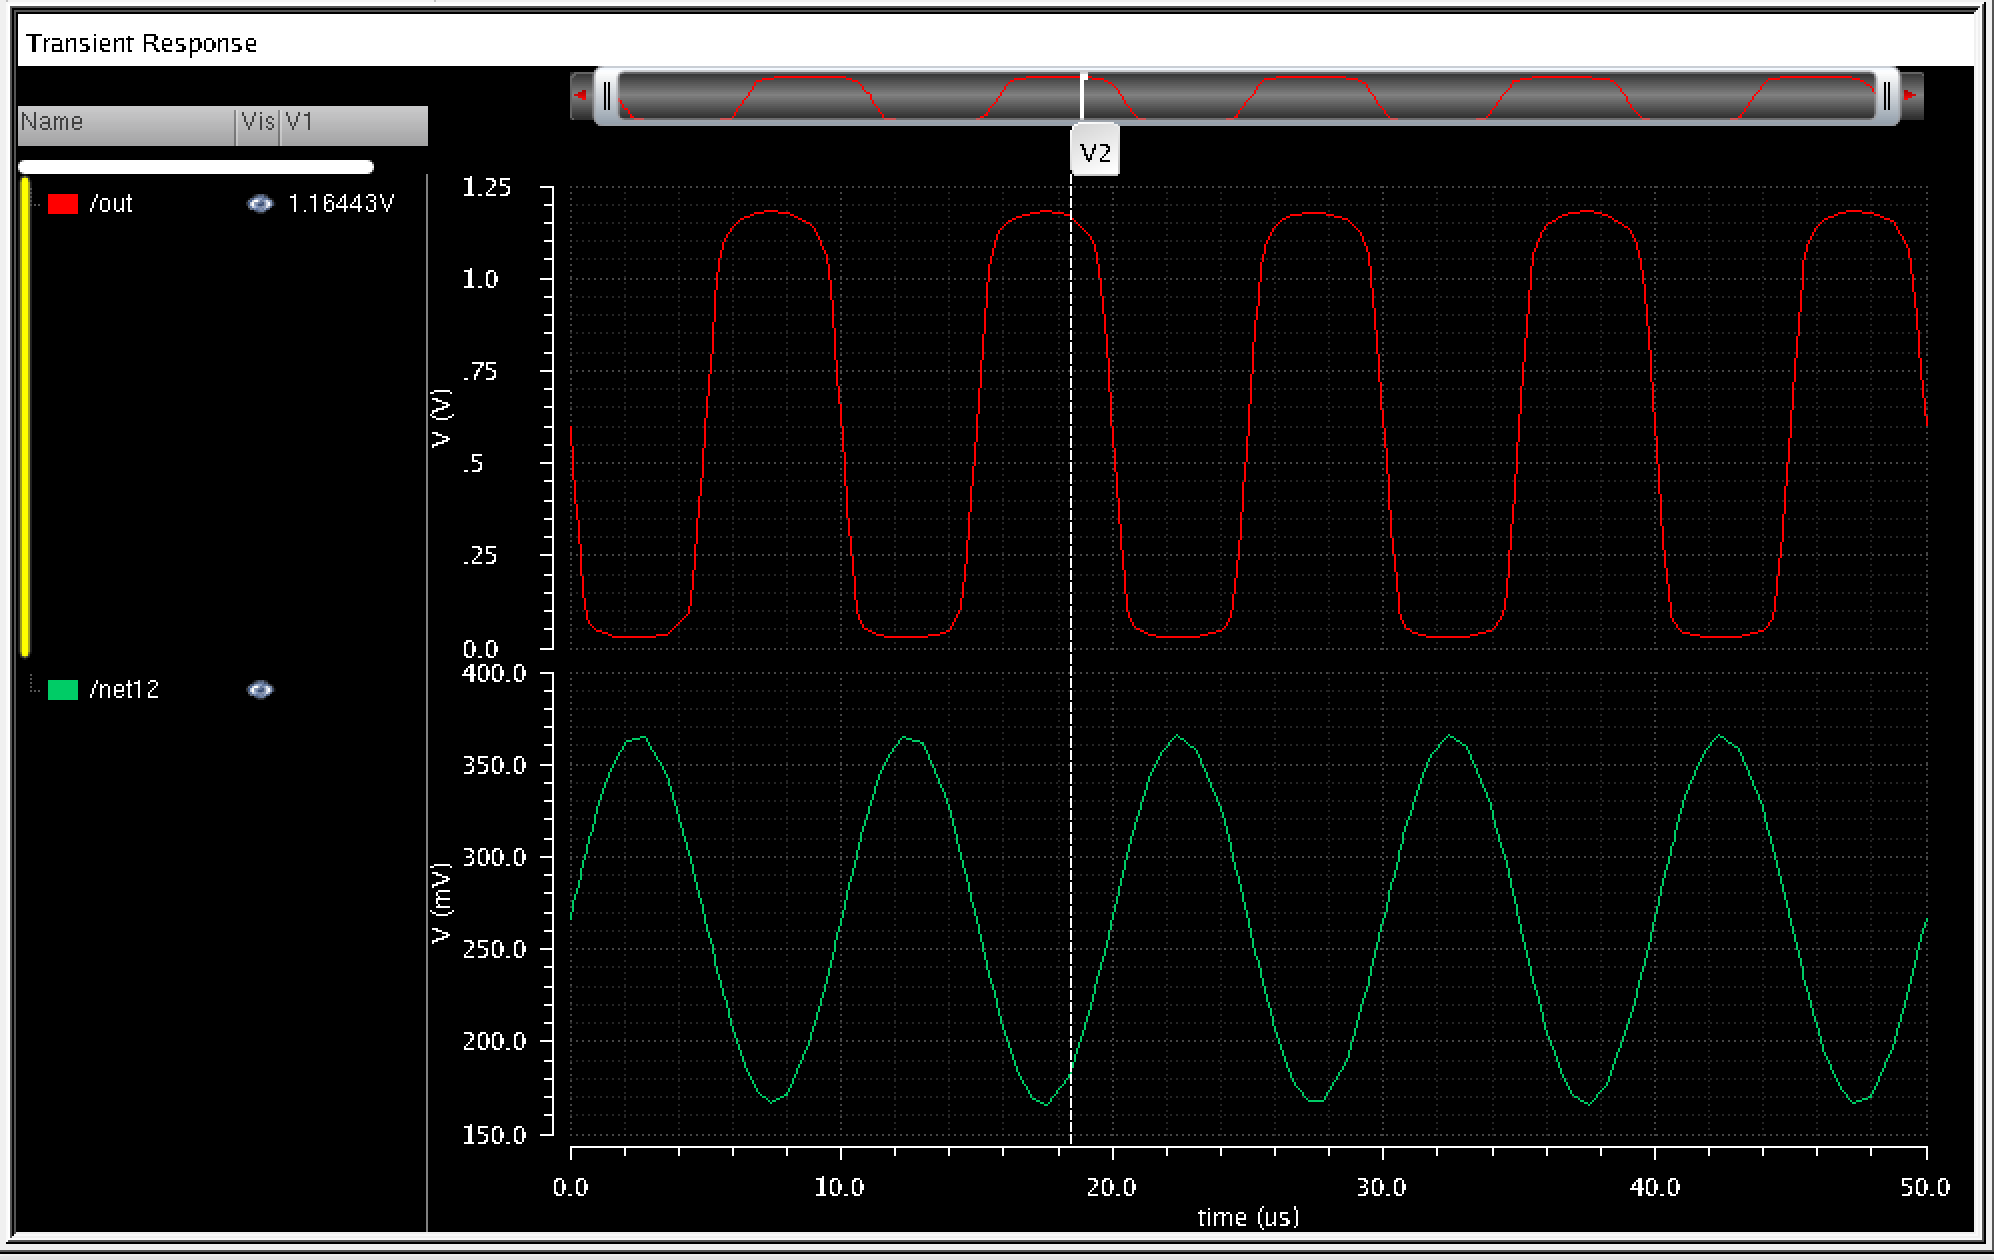 Transient Response
Name Vis V1
V2
/out 1.16443V
1.25
1.0
.75
.5
.25
0.0
V (V)
/net12
400.0
350.0
300.0
250.0
200.0
150.0
V (mV)
0.0 10.0 20.0 30.0 40.0 50.0
time (us)